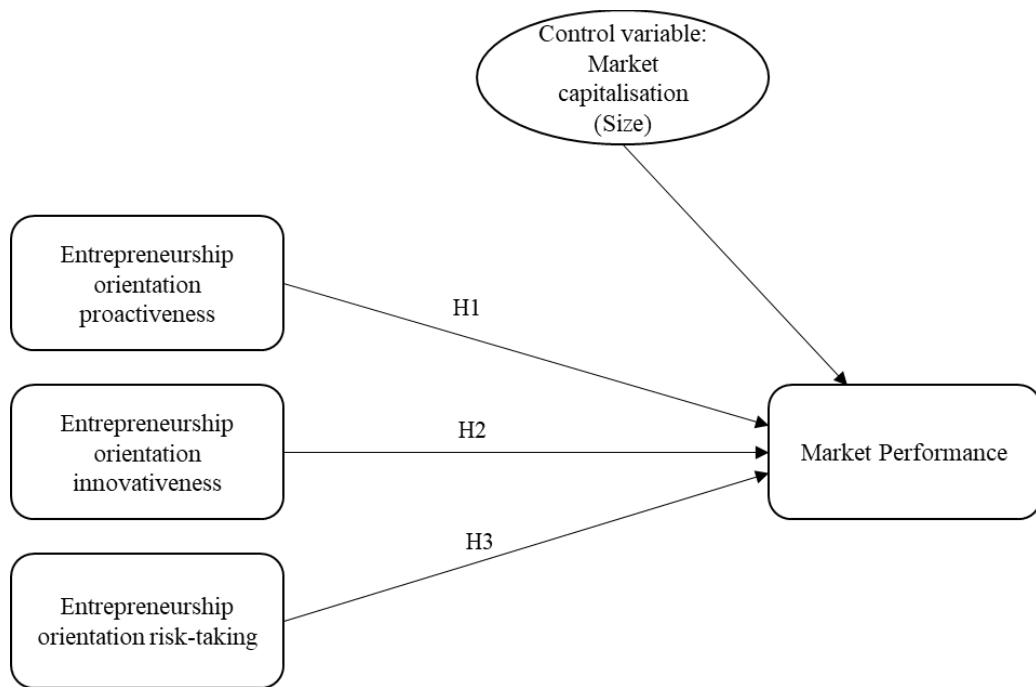 Control variable:
Market
capitalisation
(Size)
Entrepreneurship
orientation
proactiveness
H1
Entrepreneurship
orientation
innovativeness
H2
Market Performance
H3
Entrepreneurship
orientation risk-taking